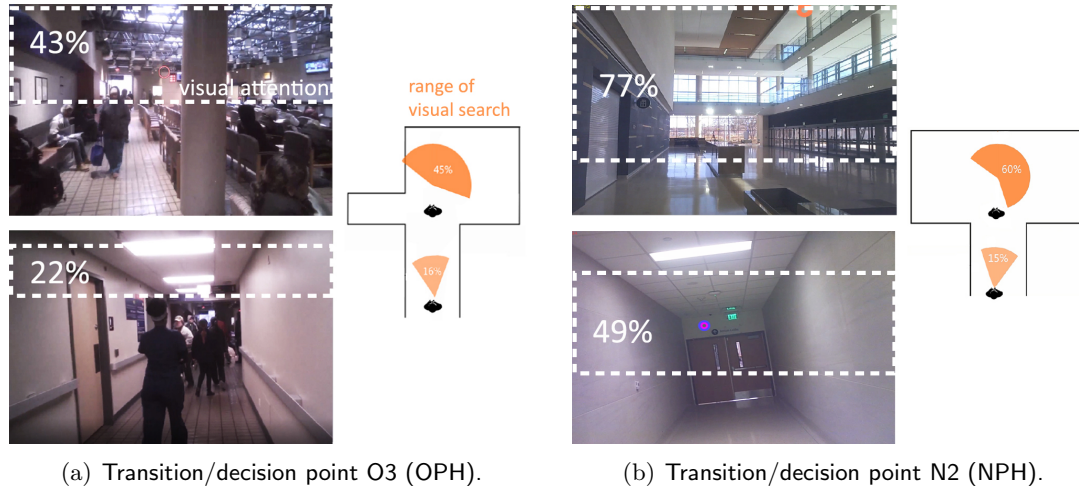 43%
visual attention
range of
visual search
45%
22%
16%
77%
60%
49%
15%
(a) Transition/decision point O3 (OPH).
(b) Transition/decision point N2 (NPH).